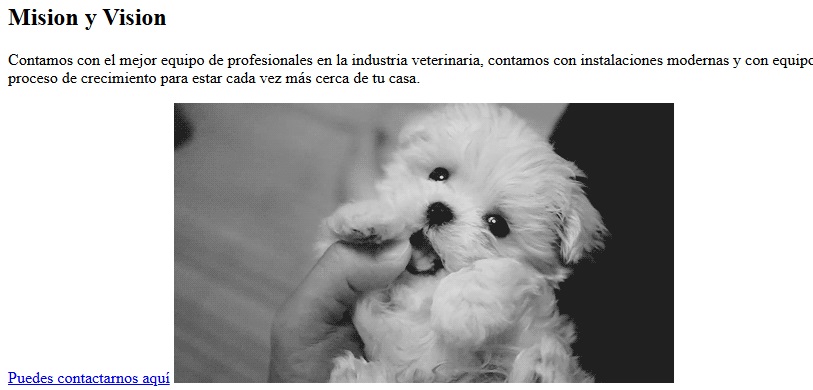 Mision y Vision
Contamos con el mejor equipo de profesionales en la industria veterinaria, contamos con instalaciones modernas y con equipo
proceso de crecimiento para estar cada vez más cerca de tu casa.
Puedes contactarnos aquí